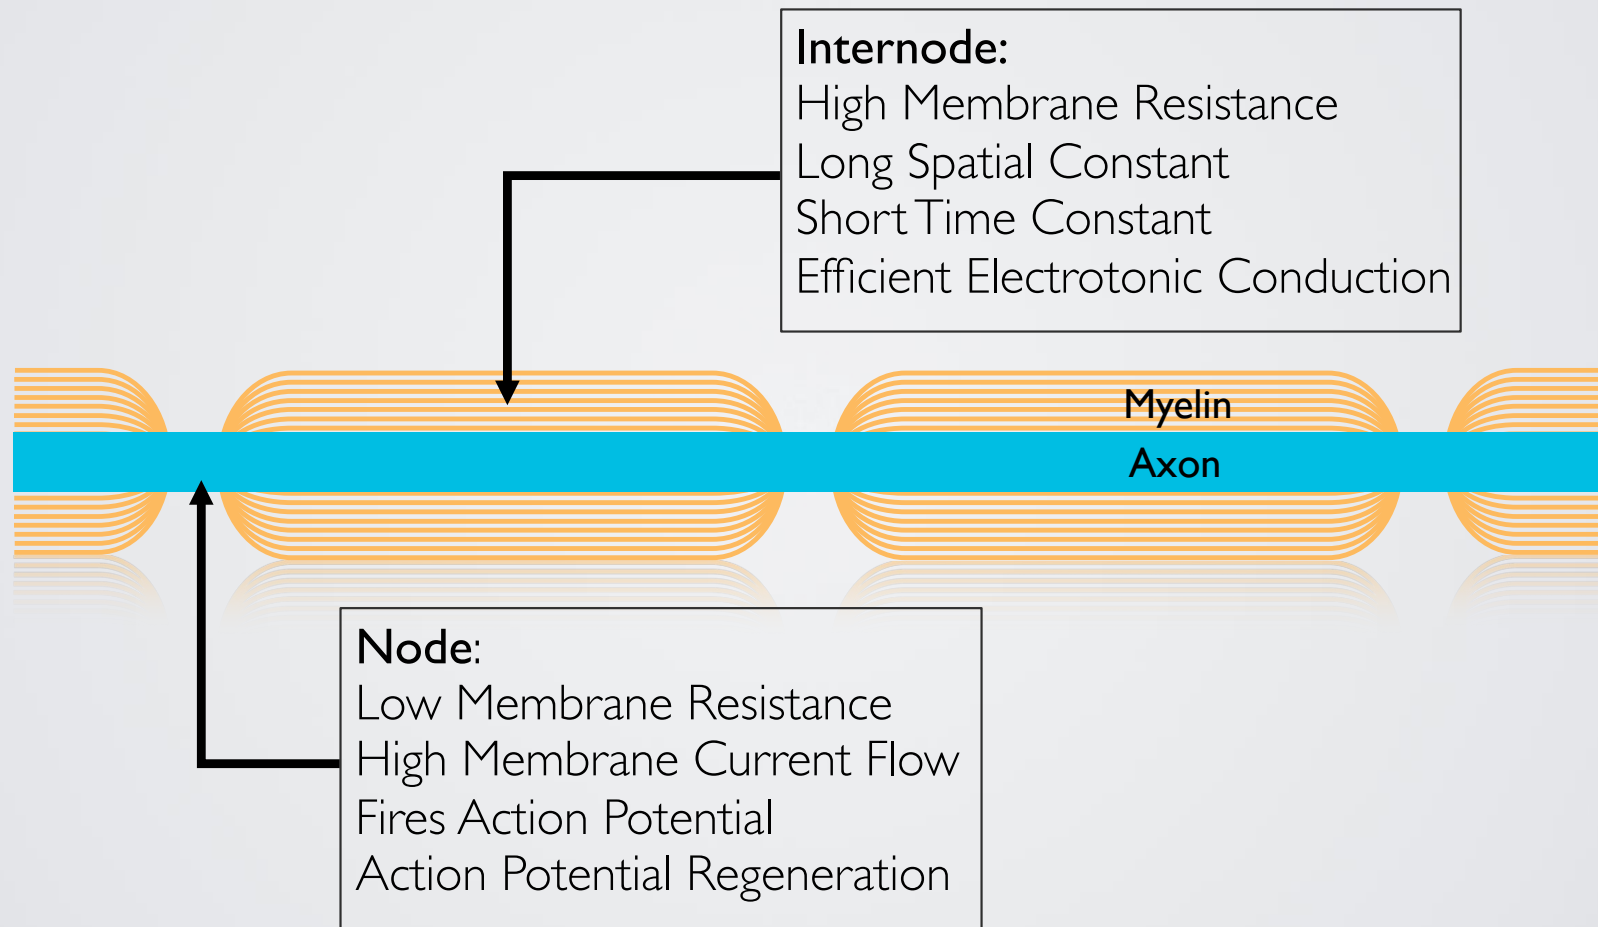 Internode:
High Membrane Resistance
Long Spatial Constant
Short Time Constant
Efficient Electrotonic Conduction
Myelin
Axon
Node:
Low Membrane Resistance
High Membrane Current Flow
Fires Action Potential
Action Potential Regeneration